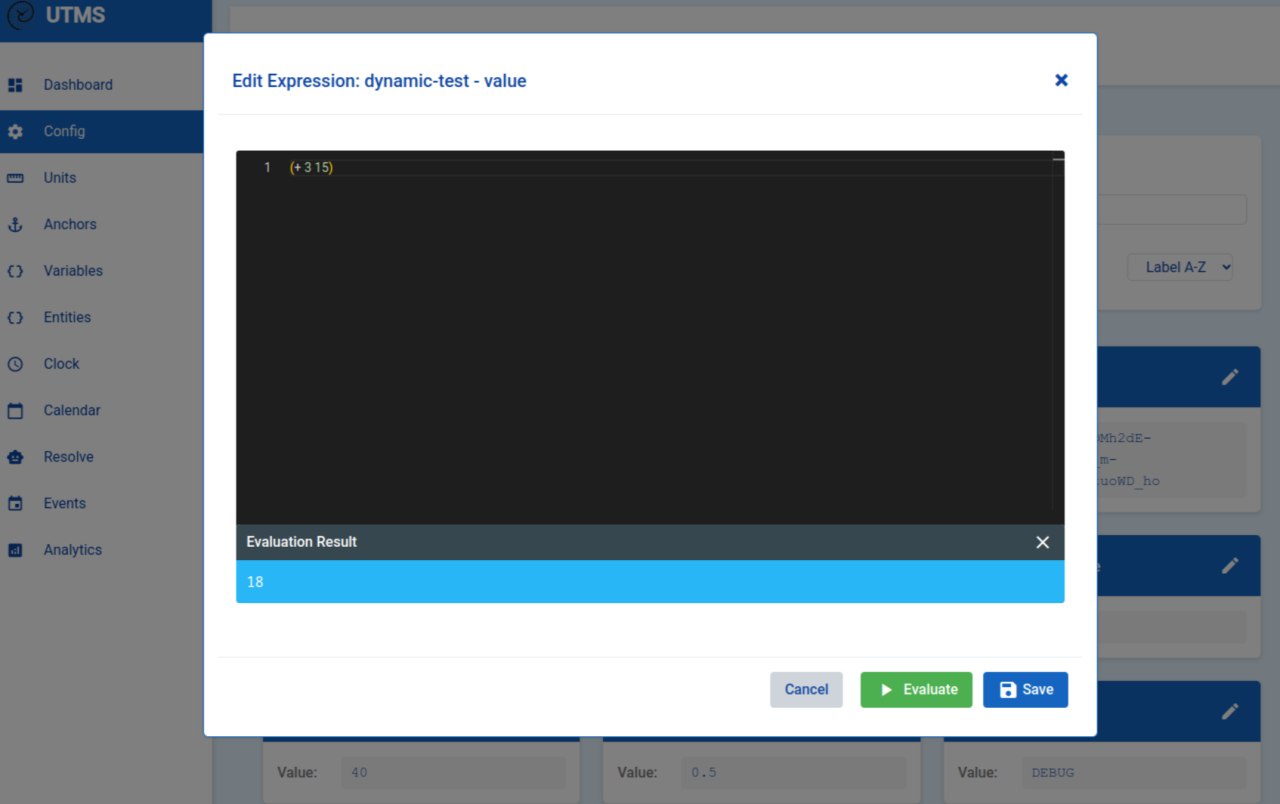 UTMS
Dashboard
Config
Units
Anchors
Variables
Entities
Clock
Calendar
Resolve
Events
Analytics
Edit Expression: dynamic-test - value
1 (+ 3 15)
Evaluation Result
18
Cancel
Evaluate
Save
Label A-Z
Mh2dE-
m-
uoWD_ho
Value: 40
Value: 0.5
Value: DEBUG